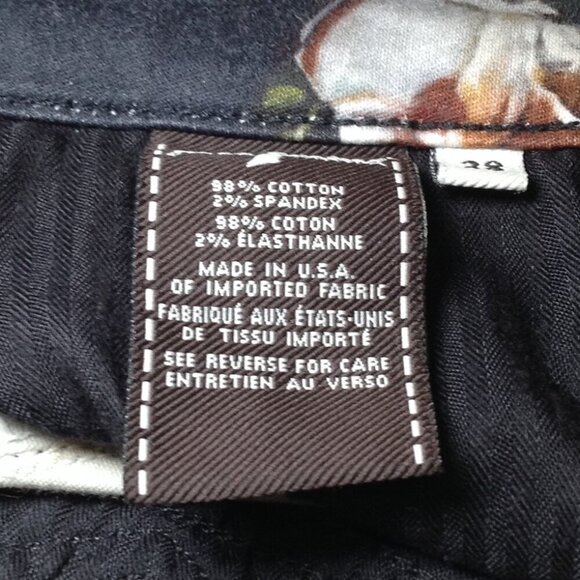 98% COTTON
2% SPANDEX
98% COTON
2% ÉLASTHANNE
MADE IN U.S.A.
OF IMPORTED FABRIC
FABRIQUÉ AUX ÉTATS-UNIS
DE TISSU IMPORTÉ
SEE REVERSE FOR CARE
ENTRETIEN AU VERSO